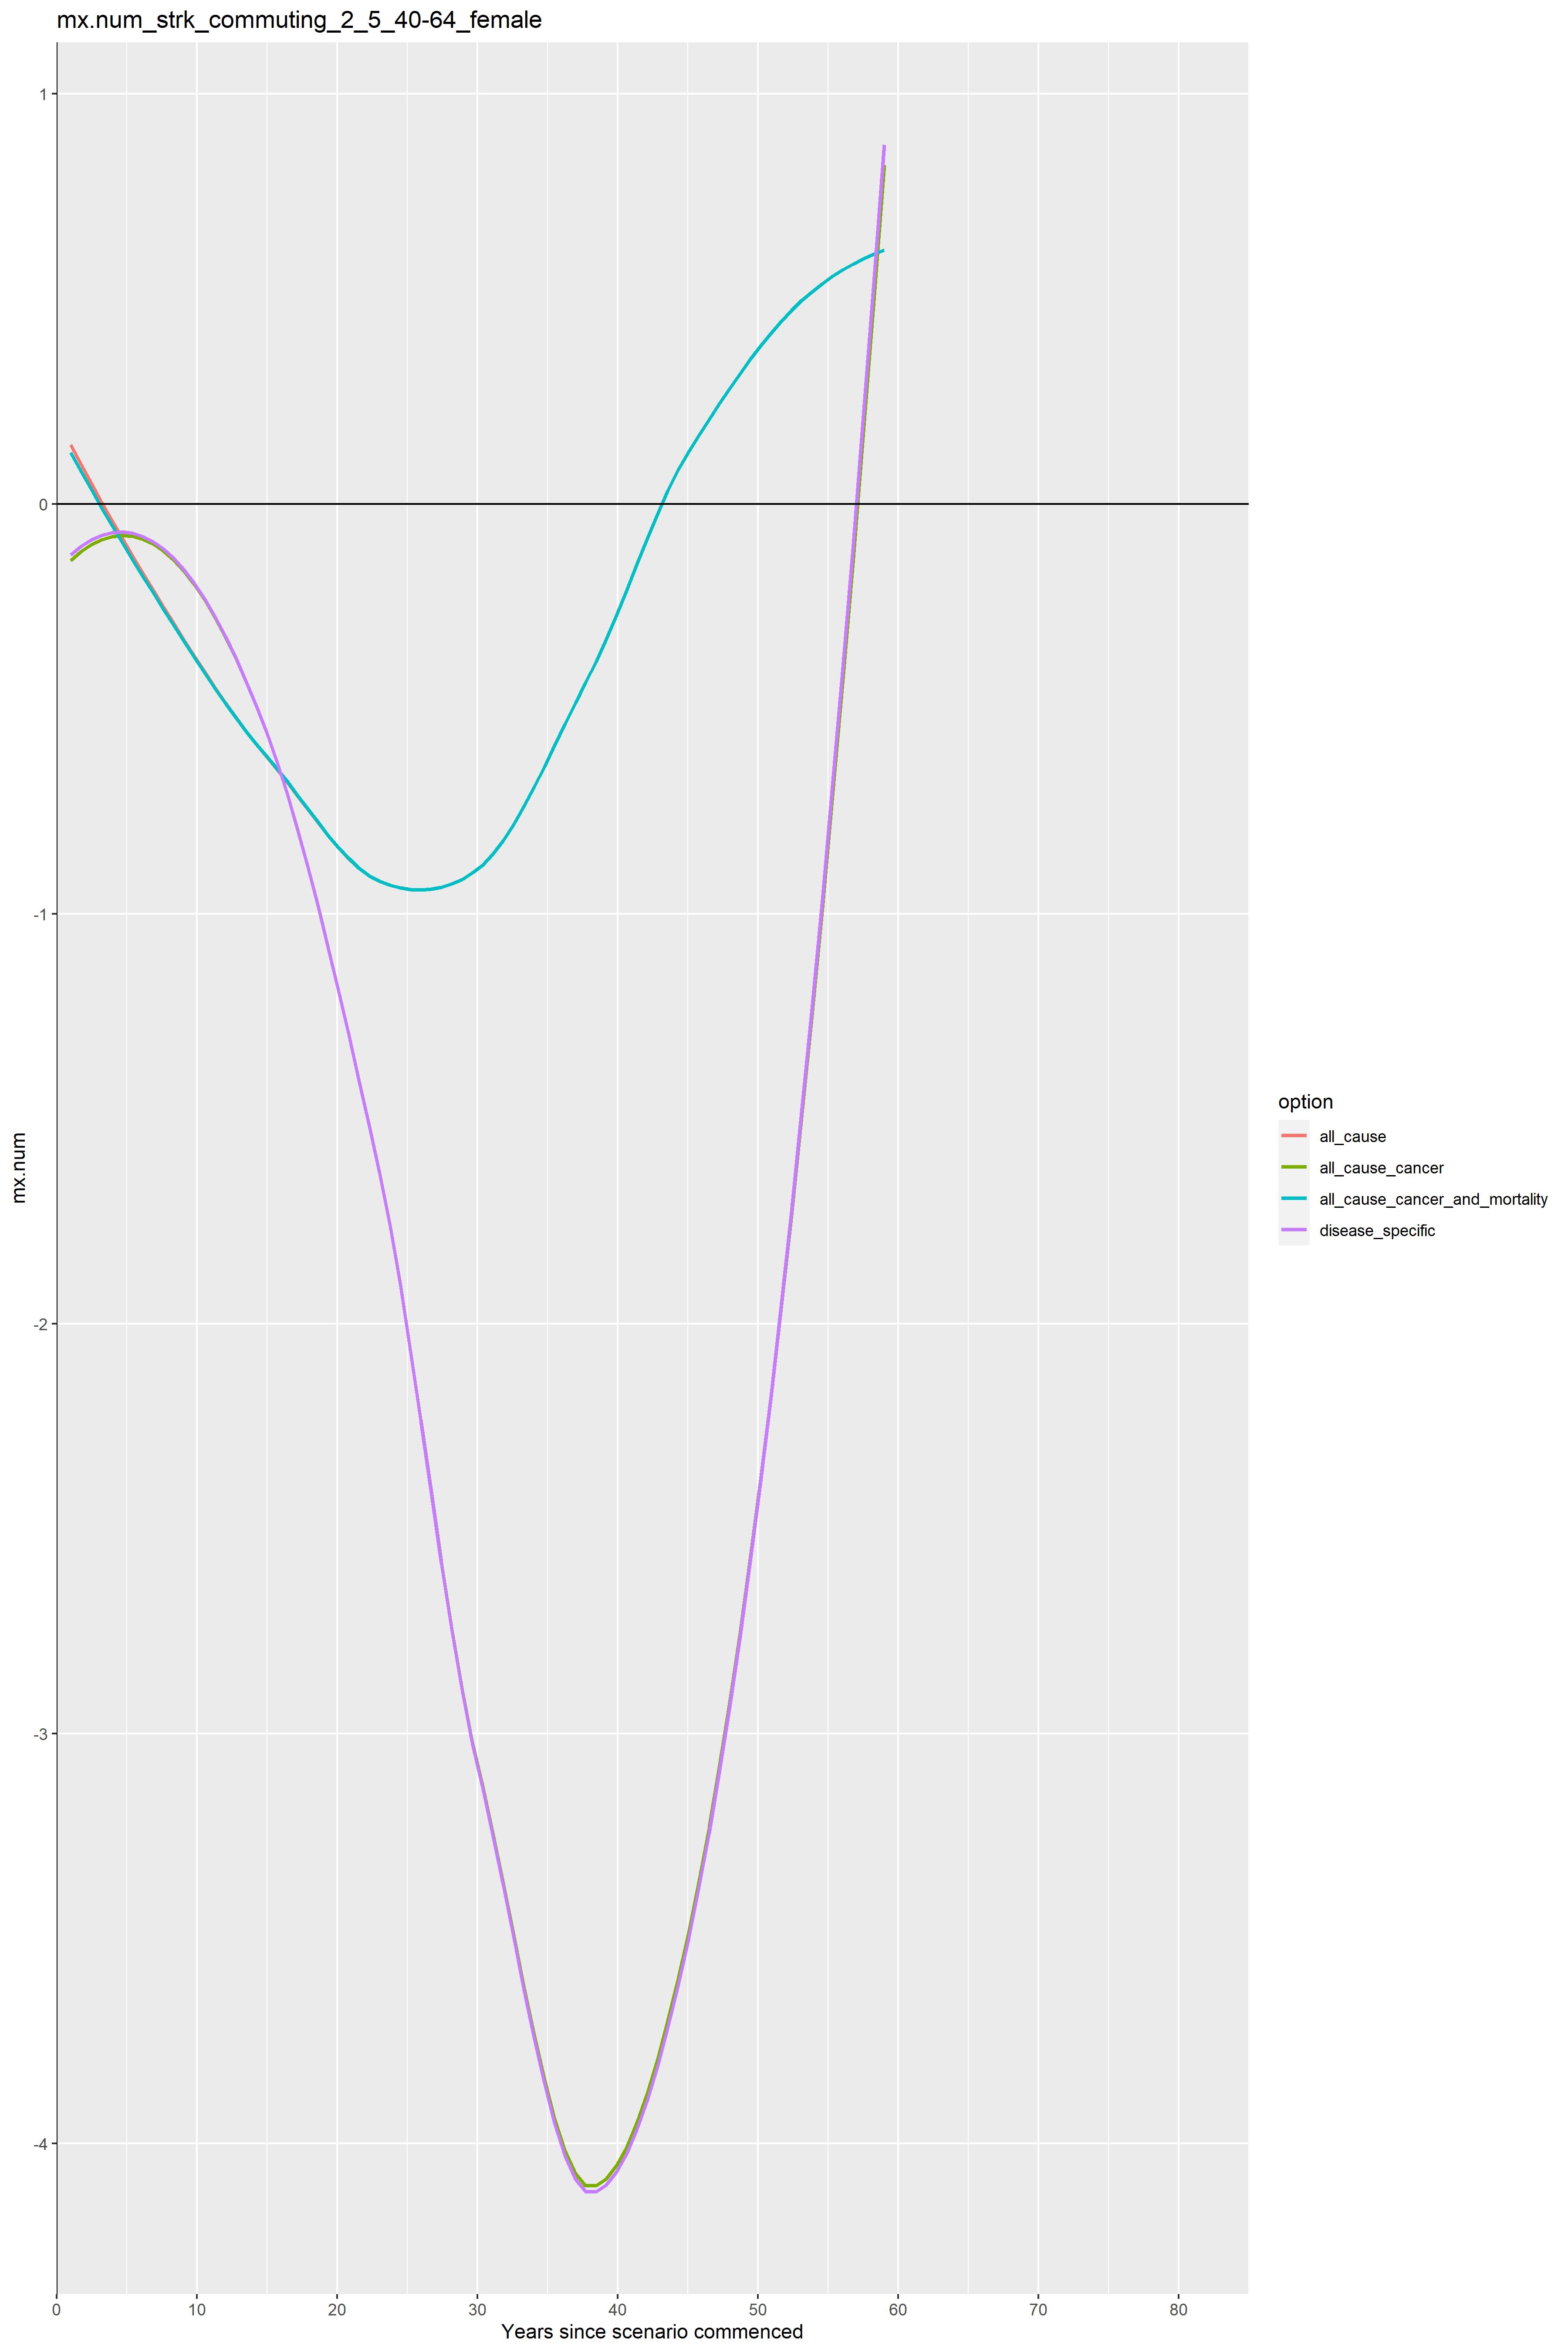 mx.num_strk_commuting_2_5_40-64_female
1
0
-1
-2
-3
-4
mx.num
0 10 20 30 40 50 60 70 80
Years since scenario commenced
option
all_cause
all_cause_cancer
all_cause_cancer_and_mortality
disease_specific